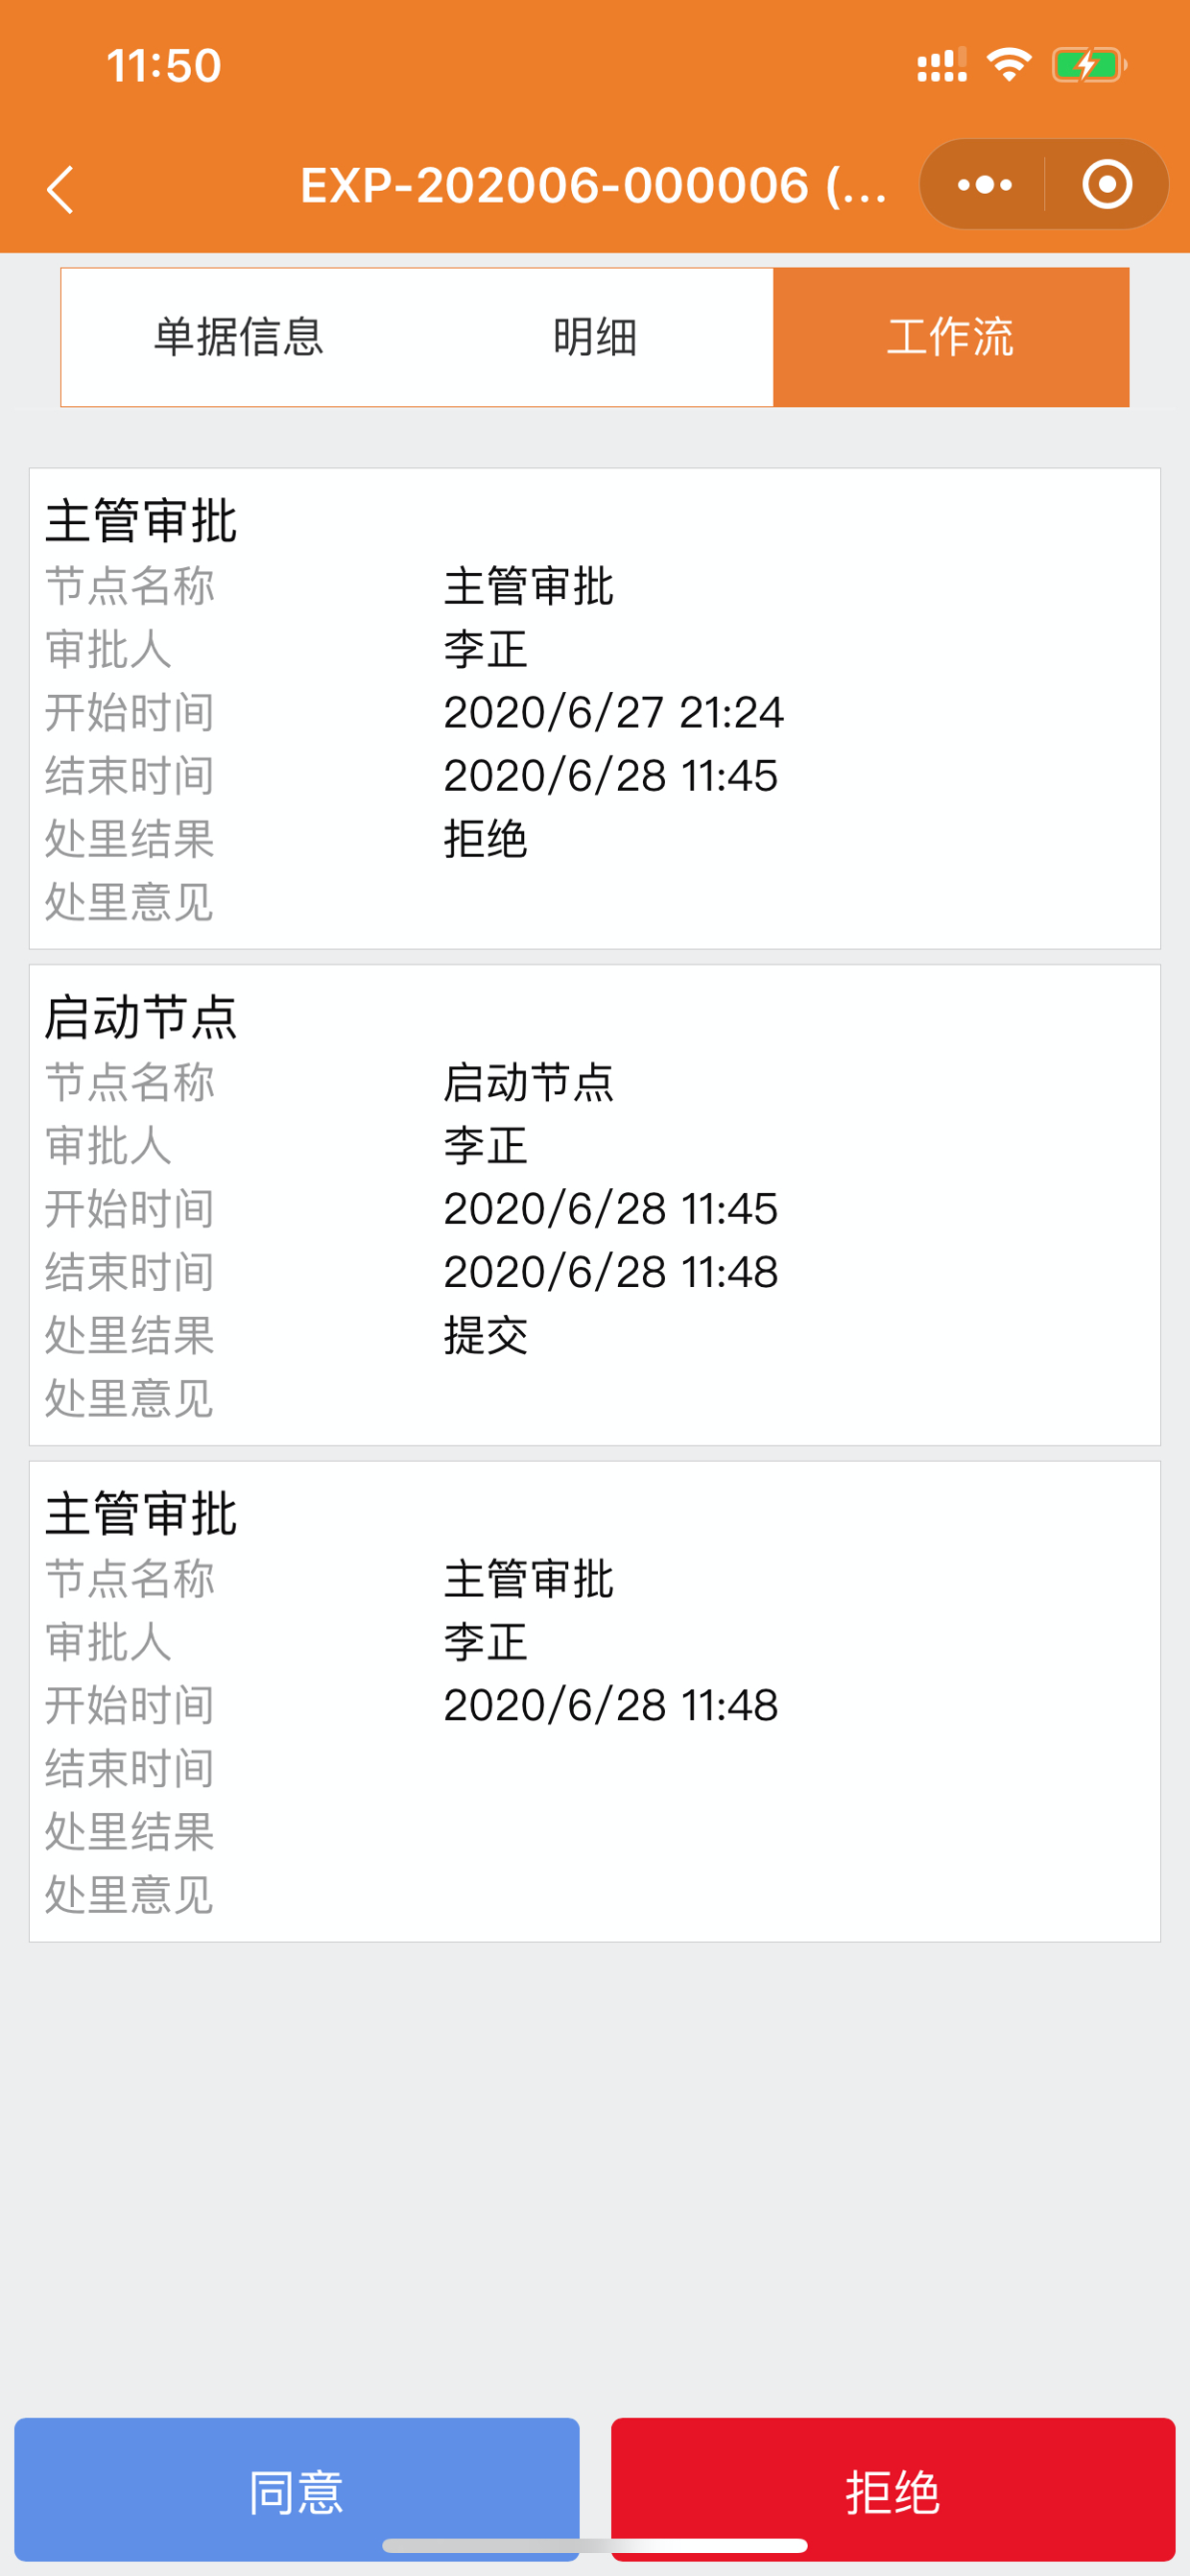 11:50
EXP-202006-000006 (...
单据信息 明细 工作流
主管审批
节点名称 主管审批
审批人 李正
开始时间 2020/6/27 21:24
结束时间 2020/6/28 11:45
处里结果 拒绝
处里意见
启动节点
节点名称 启动节点
审批人 李正
开始时间 2020/6/28 11:45
结束时间 2020/6/28 11:48
处里结果 提交
处里意见
主管审批
节点名称 主管审批
审批人 李正
开始时间 2020/6/28 11:48
结束时间
处里结果
处里意见
同意 拒绝